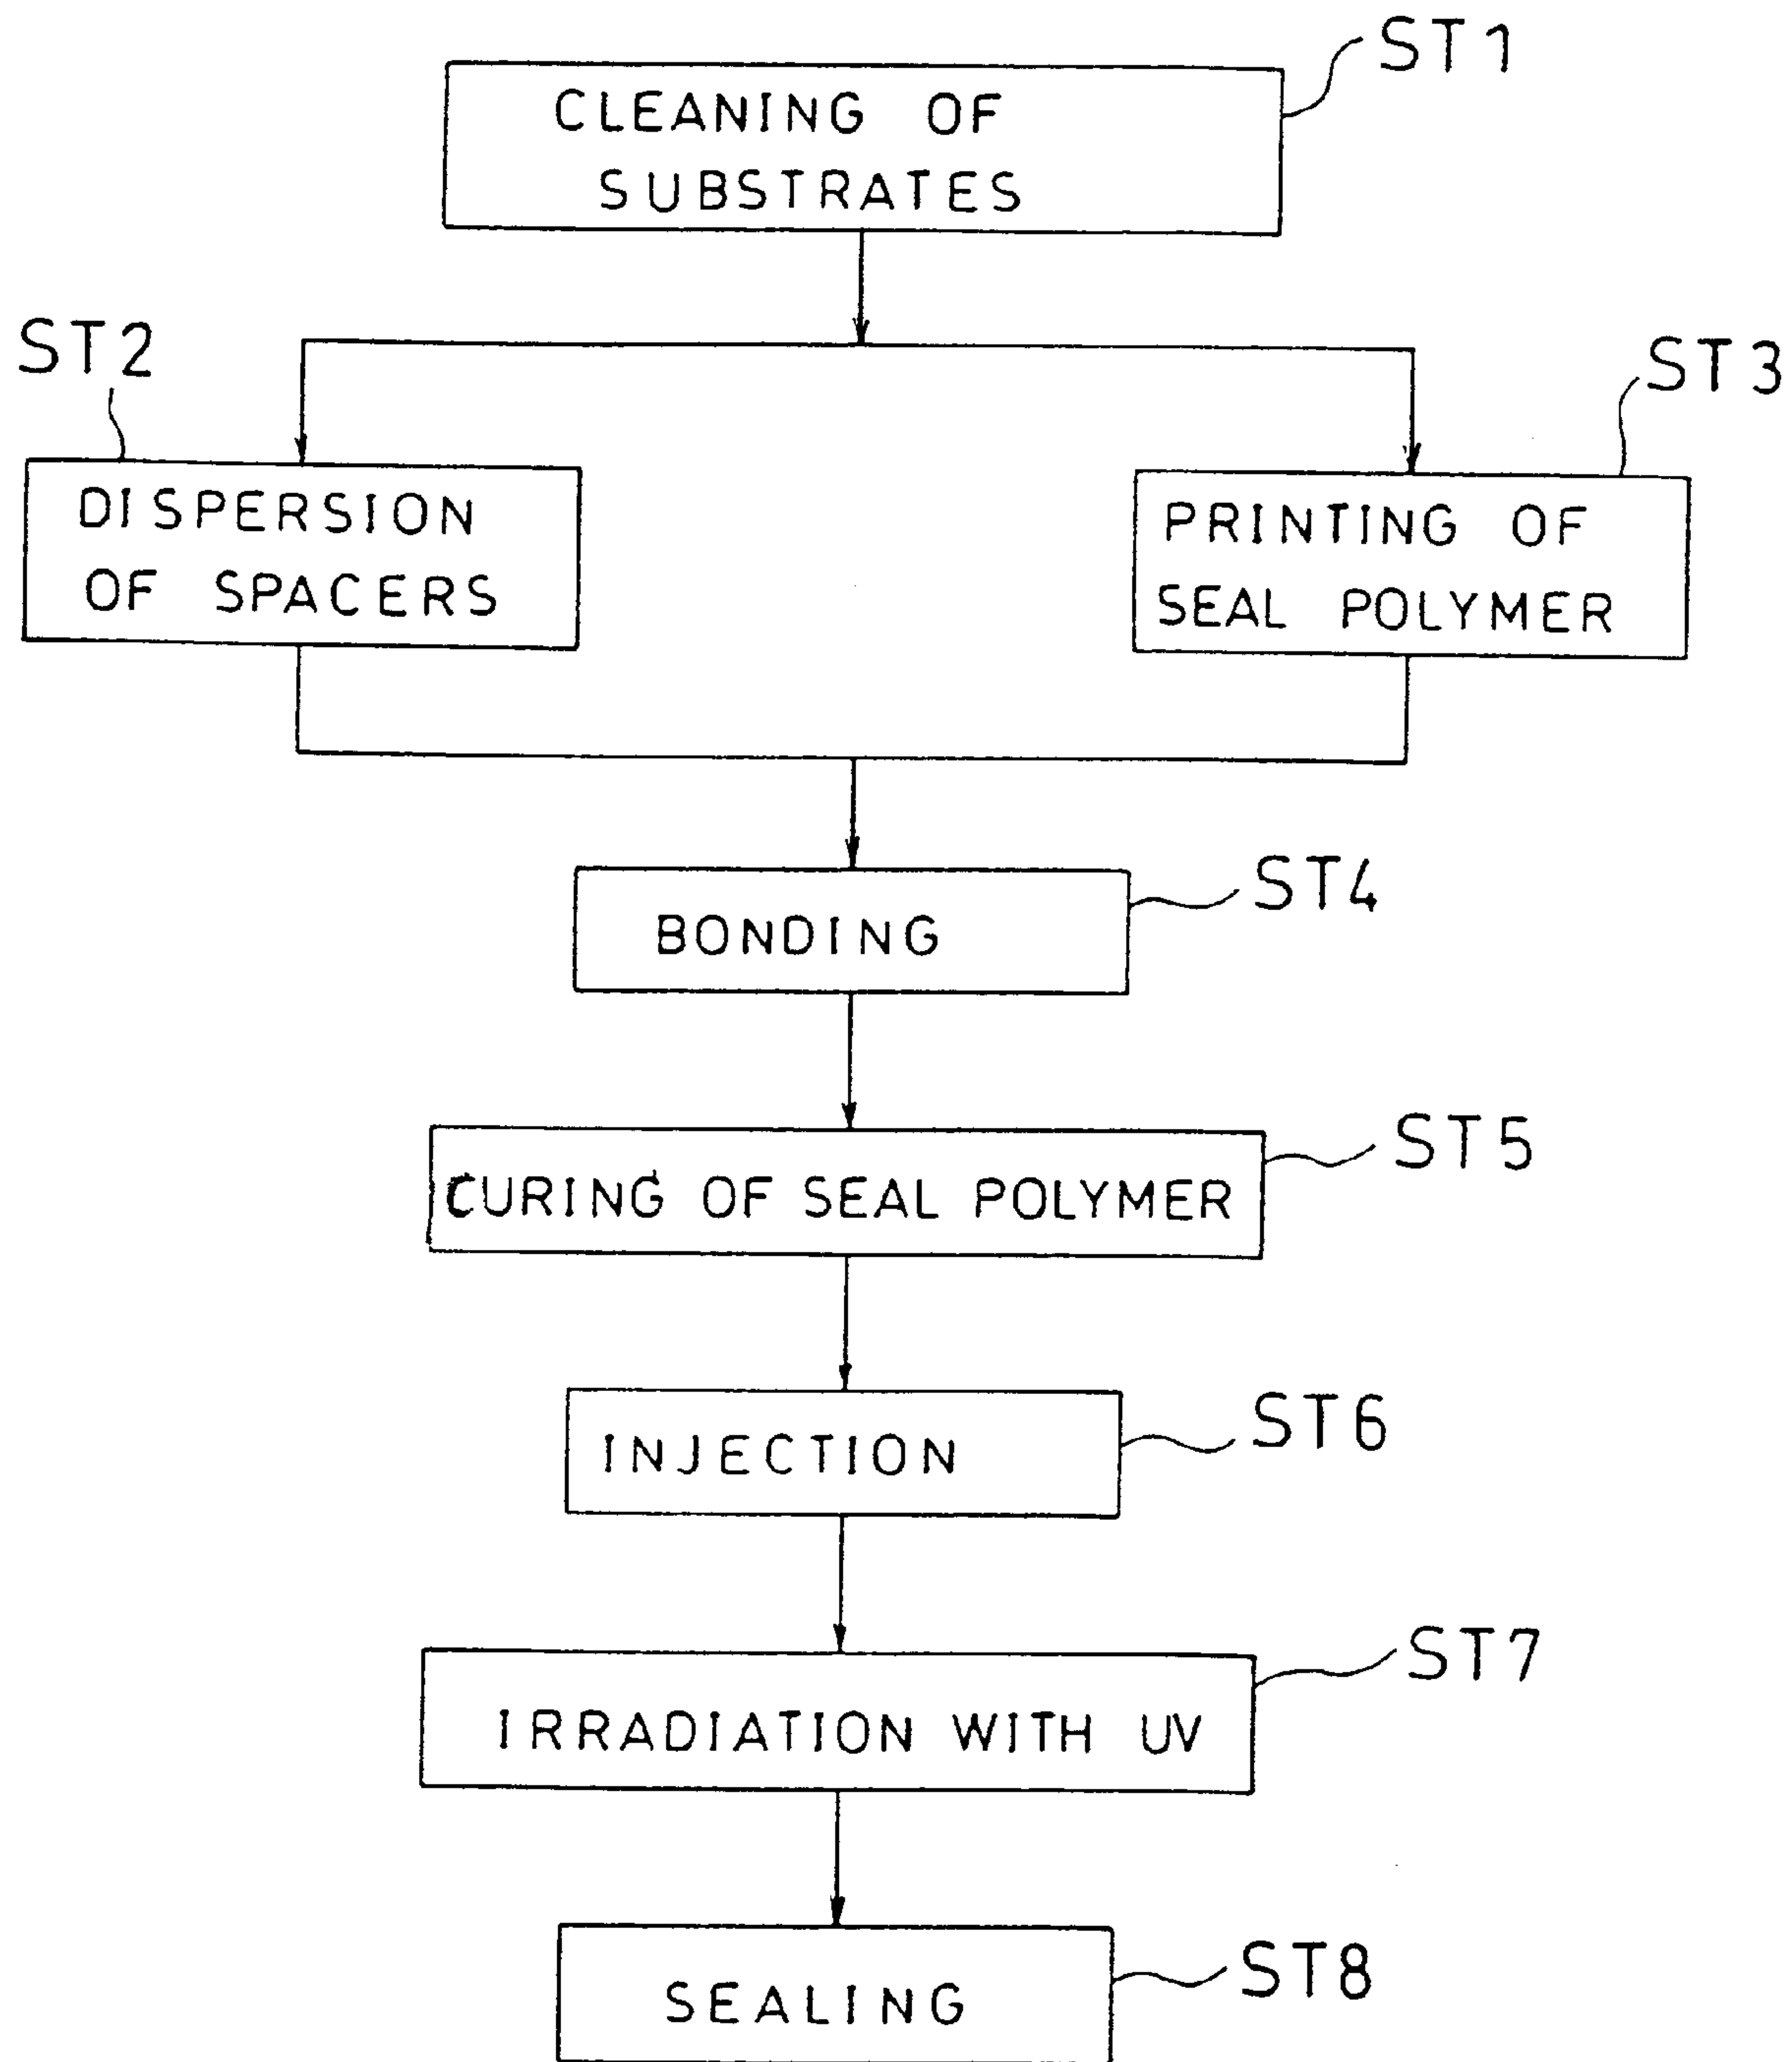 ST1
CLEANING OF
SUBSTRATES
ST2
ST3
DISPERSION
OF SPACERS
PRINTING OF
SEAL POLYMER
ST4
BONDING
ST5
CURING OF SEAL POLYMER
ST6
INJECTION
ST7
IRRADIATION WITH UV
ST8
SEALING